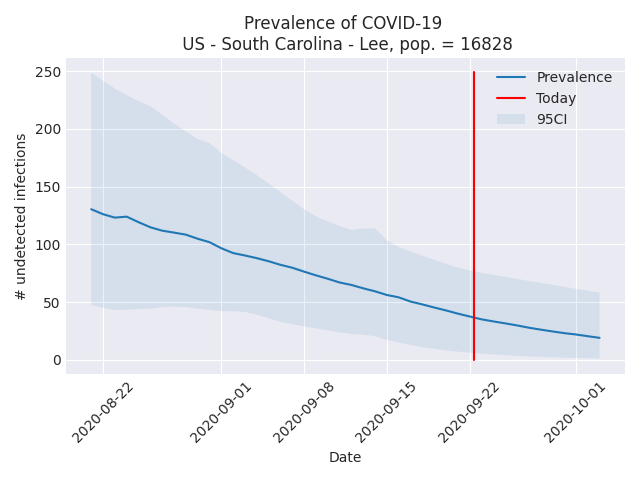 Prevalence of COVID-19
US - South Carolina - Lee, pop. = 16828
Prevalence
Today
95CI
# undetected infections
250
200
150
100
50
0
2020-08-22
2020-09-01
2020-09-08
2020-09-15
2020-09-22
2020-10-01
Date